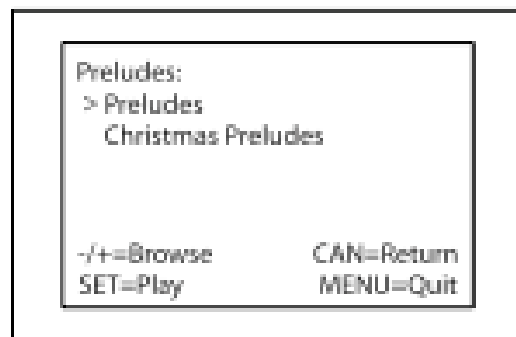 Preludes:
> Preludes
Christmas Preludes
-/+=Browse CAN=Return
SET=Play MENU=Quit